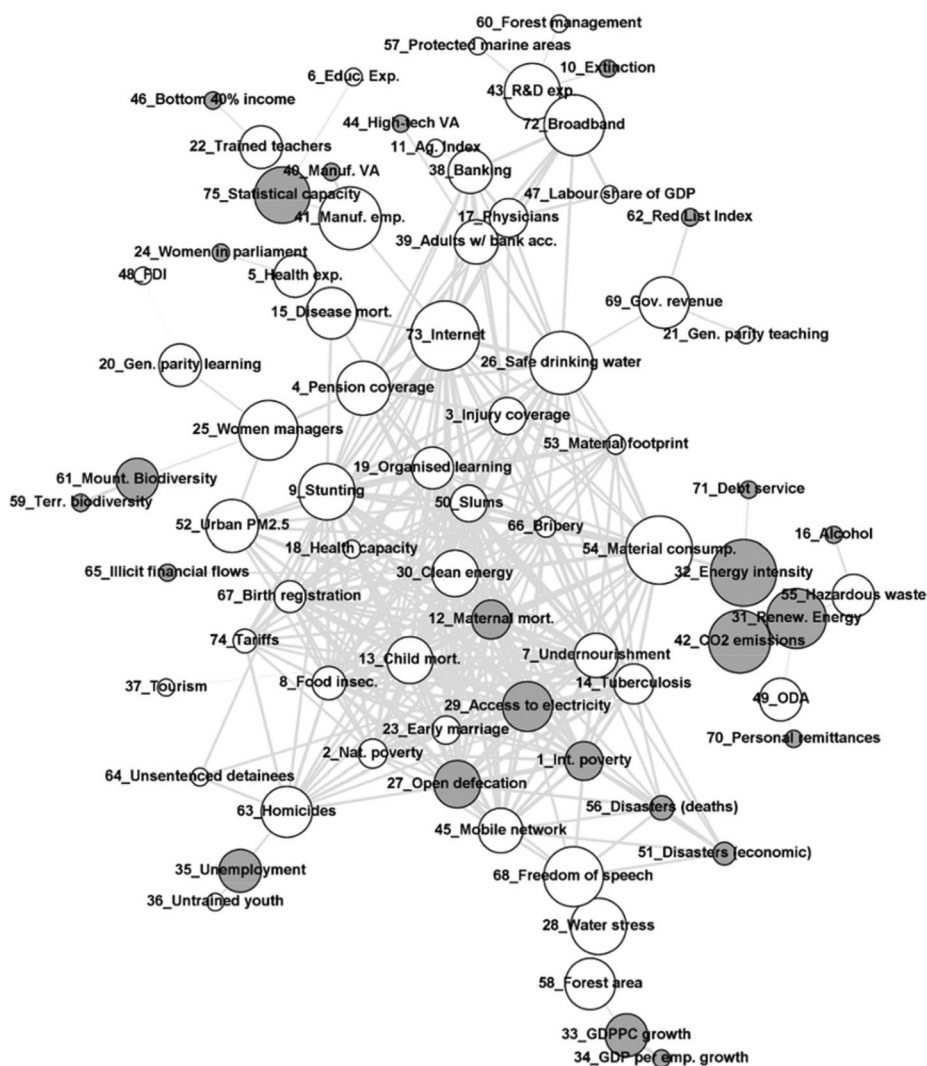 60_Forest management
57_Protected marine areas
10_Extinction
6_Educ. Exp.
43_R&D exp.
46_Bottom 40% income
44_High-tech VA
72_Broadband
22_Trained teachers
11_Ag. Index
40_Manuf. VA
38_Banking
75_Statistical capacity
47_Labour share of GDP
41_Manuf. emp.
17_Physicians
62_Red List Index
39_Adults w/ bank acc.
24_Women in parliament
48_FDI
5_Health exp.
69_Gov. revenue
15_Disease mort.
73_Internet
21_Gen. parity teaching
26_Safe drinking water
20_Gen. parity learning
4_Pension coverage
3_Injury coverage
25_Women managers
53_Material footprint
19_Organised learning
61_Mount. Biodiversity
9_Stunting
71_Debt service
59_Terr. biodiversity
50_Slums
52_Urban PM2.5
66_Bribery
16_Alcohol
18_Health capacity
54_Material consump.
65_Illicit financial flows
30_Clean energy
32_Energy intensity
67_Birth registration
55_Hazardous waste
12_Maternal mort.
31_Renew. Energy
74_Tariffs
42_CO2 emissions
13_Child mort.
7_Undernourishment
37_Tourism
8_Food insec.
14_Tuberculosis
29_Access to electricity
49_ODA
23_Early marriage
70_Personal remittances
2_Nat. poverty
1_Int. poverty
64_Unsentenced detainees
27_Open defecation
56_Disasters (deaths)
63_Homicides
45_Mobile network
51_Disasters (economic)
35_Unemployment
68_Freedom of speech
36_Untrained youth
28_Water stress
58_Forest area
33_GDPPC growth
34_GDP per emp. growth